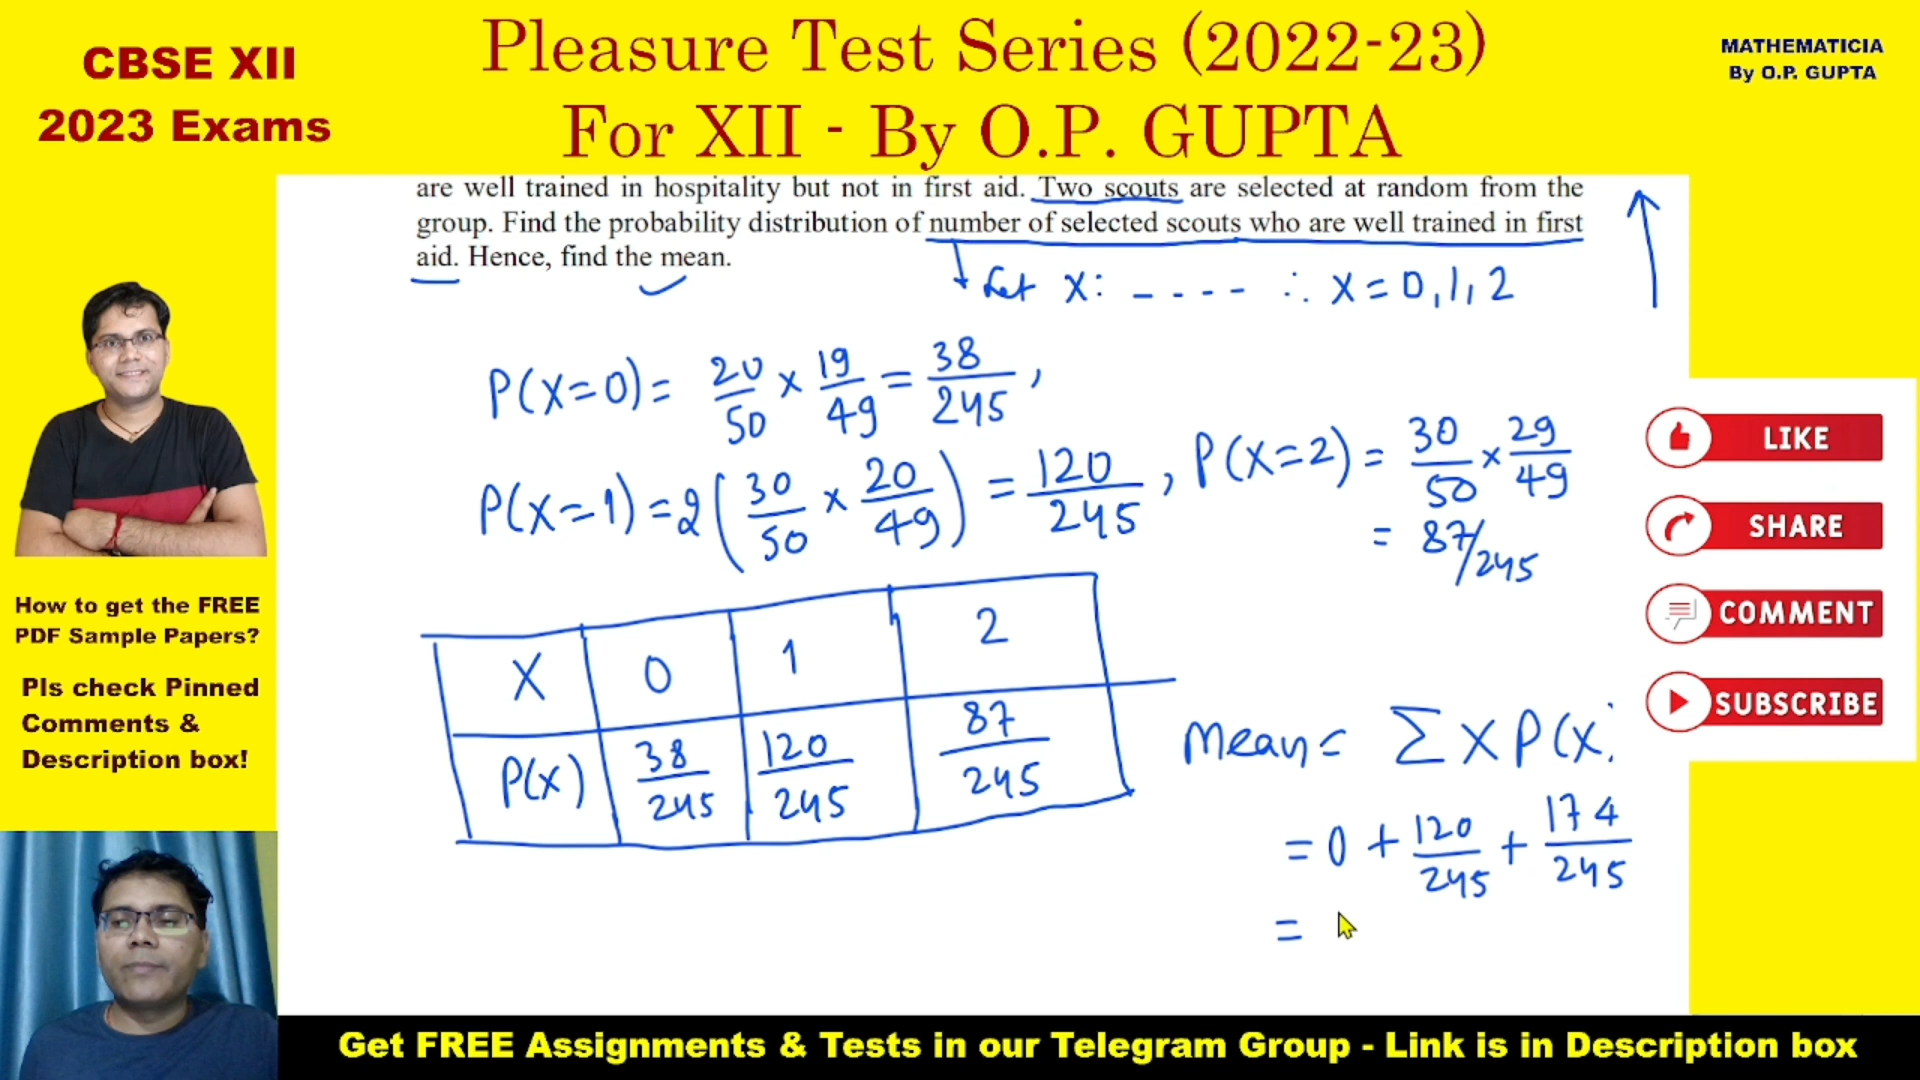 CBSE XII
2023 Exams
Pleasure Test Series (2022-23)
For XII - By O.P. GUPTA
MATHEMATICIA
By O.P. GUPTA
are well trained in hospitality but not in first aid. Two scouts are selected at random from the
group. Find the probability distribution of number of selected scouts who are well trained in first
aid. Hence, find the mean.
Let X: ---- ∴ X = 0, 1, 2
P(X=0) = 20/50 × 19/49 = 38/245,
P(X=1) = 2(30/50 × 20/49) = 120/245, P(X=2) = 30/50 × 29/49
= 87/245
X 0 1 2
P(X) 38/245 120/245 87/245
Mean = Σ X P(X)
= 0 + 120/245 + 174/245
=
How to get the FREE
PDF Sample Papers?
Pls check Pinned
Comments &
Description box!
LIKE
SHARE
COMMENT
SUBSCRIBE
Get FREE Assignments & Tests in our Telegram Group - Link is in Description box